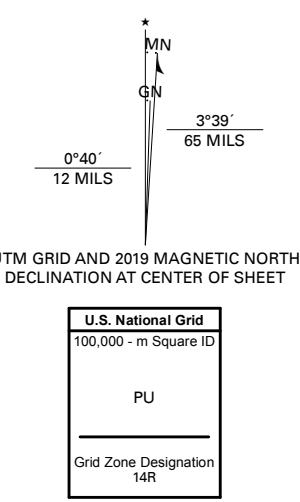 ★
MN
GN
3°39´
65 MILS
0°40´
12 MILS
UTM GRID AND 2019 MAGNETIC NORTH
DECLINATION AT CENTER OF SHEET
U.S. National Grid
100,000 - m Square ID
PU
Grid Zone Designation
14R